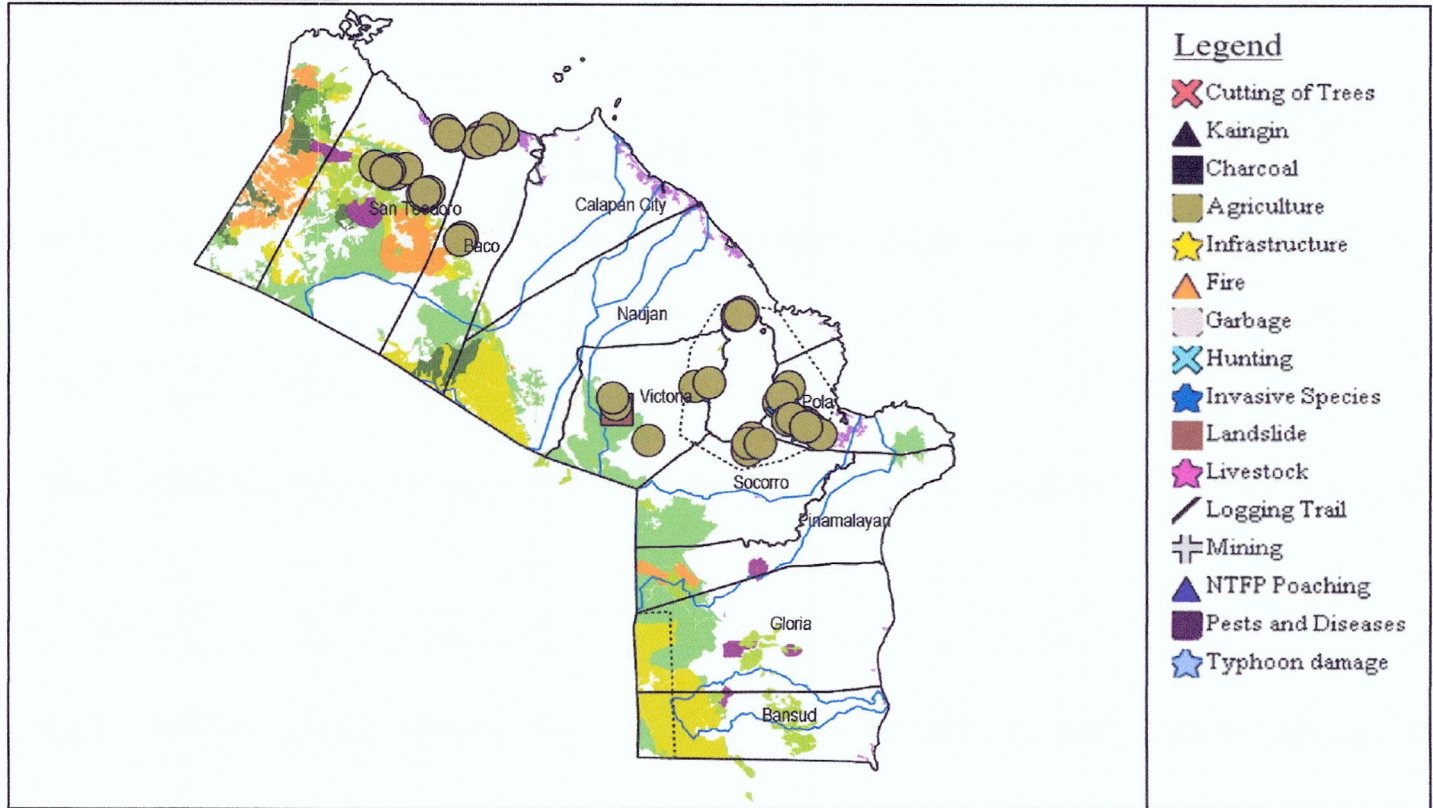 San Teodoro
Baco
Calapan City
Naujan
Victoria
Pola
Socorro
Pinamalayan
Gloria
Bansud
Legend
Cutting of Trees
Kaingin
Charcoal
Agriculture
Infrastructure
Fire
Garbage
Hunting
Invasive Species
Landslide
Livestock
Logging Trail
Mining
NTFP Poaching
Pests and Diseases
Typhoon damage